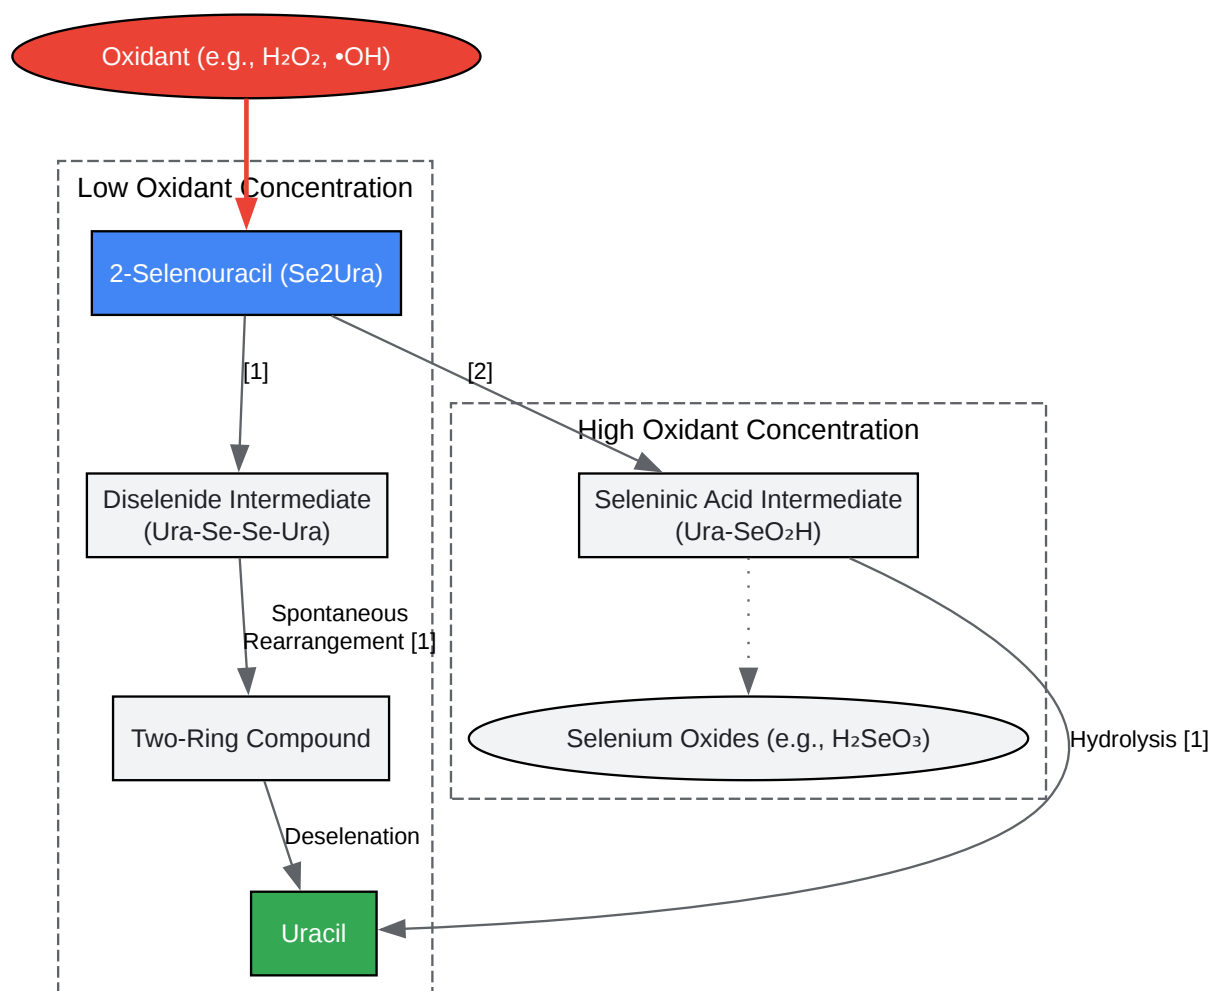 Oxidant (e.g., H₂O₂, •OH)
Low Oxidant Concentration
2-Selenouracil (Se2Ura)
[1]
[2]
High Oxidant Concentration
Diselenide Intermediate
(Ura-Se-Se-Ura)
Seleninic Acid Intermediate
(Ura-SeO₂H)
Spontaneous
Rearrangement [1]
Two-Ring Compound
Selenium Oxides (e.g., H₂SeO₃)
Hydrolysis [1]
Deselenation
Uracil